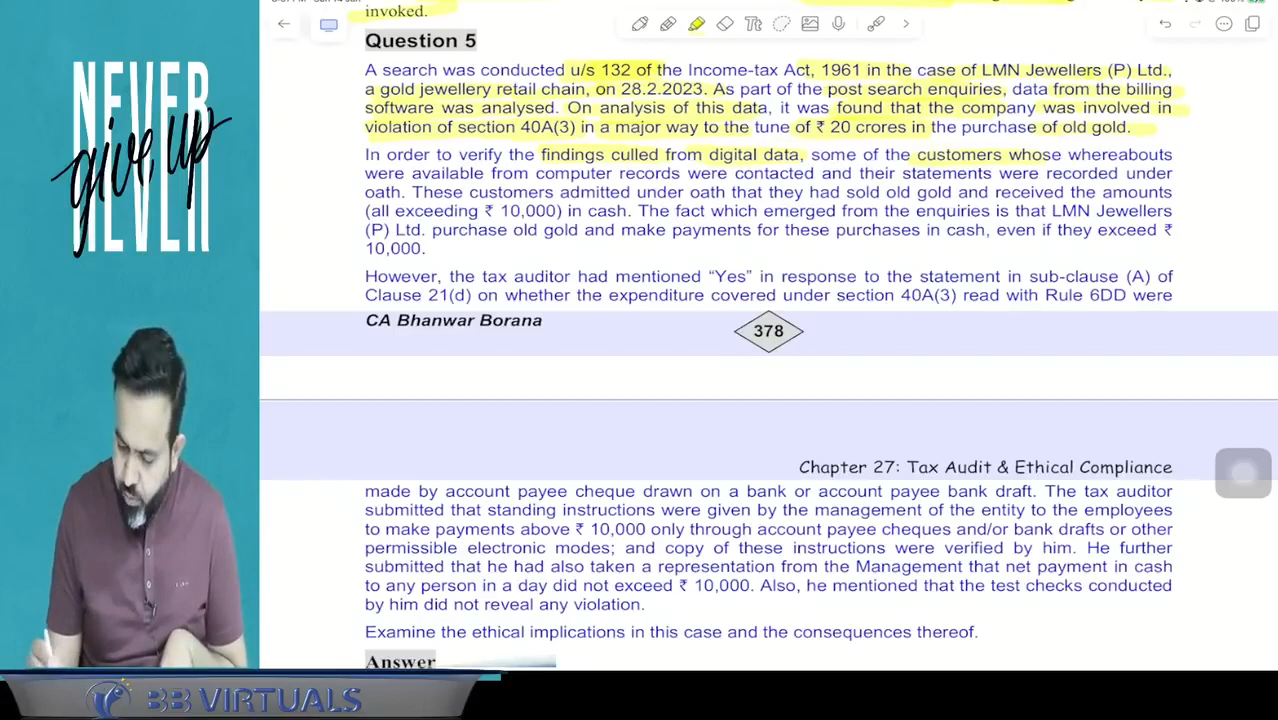 invoked.
Question 5
A search was conducted u/s 132 of the Income-tax Act, 1961 in the case of LMN Jewellers (P) Ltd.,
a gold jewellery retail chain, on 28.2.2023. As part of the post search enquiries, data from the billing
software was analysed. On analysis of this data, it was found that the company was involved in
violation of section 40A(3) in a major way to the tune of ₹ 20 crores in the purchase of old gold.
In order to verify the findings culled from digital data, some of the customers whose whereabouts
were available from computer records were contacted and their statements were recorded under
oath. These customers admitted under oath that they had sold old gold and received the amounts
(all exceeding ₹ 10,000) in cash. The fact which emerged from the enquiries is that LMN Jewellers
(P) Ltd. purchase old gold and make payments for these purchases in cash, even if they exceed ₹
10,000.
However, the tax auditor had mentioned “Yes” in response to the statement in sub-clause (A) of
Clause 21(d) on whether the expenditure covered under section 40A(3) read with Rule 6DD were
CA Bhanwar Borana
378
Chapter 27: Tax Audit & Ethical Compliance
made by account payee cheque drawn on a bank or account payee bank draft. The tax auditor
submitted that standing instructions were given by the management of the entity to the employees
to make payments above ₹ 10,000 only through account payee cheques and/or bank drafts or other
permissible electronic modes; and copy of these instructions were verified by him. He further
submitted that he had also taken a representation from the Management that net payment in cash
to any person in a day did not exceed ₹ 10,000. Also, he mentioned that the test checks conducted
by him did not reveal any violation.
Examine the ethical implications in this case and the consequences thereof.
Answer
NEVER
give up
NEVER
BB VIRTUALS